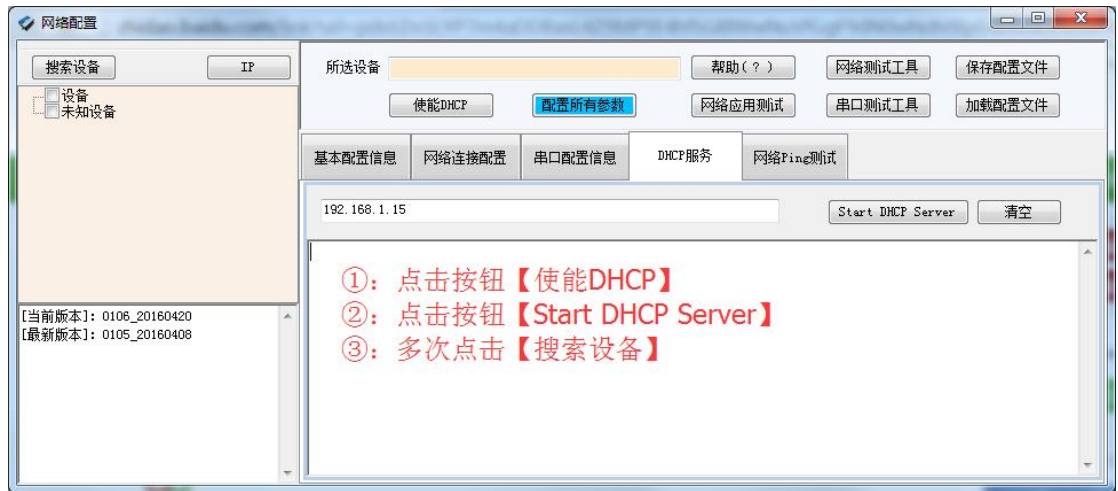 网络配置
搜索设备
IP
设备
未知设备
[当前版本]: 0106_20160420
[最新版本]: 0105_20160408
所选设备
帮助(?)
网络测试工具
保存配置文件
使能DHCP
配置所有参数
网络应用测试
串口测试工具
加载配置文件
基本配置信息
网络连接配置
串口配置信息
DHCP服务
网络Ping测试
192.168.1.15
Start DHCP Server
清空
①：点击按钮【使能DHCP】
②：点击按钮【Start DHCP Server】
③：多次点击【搜索设备】